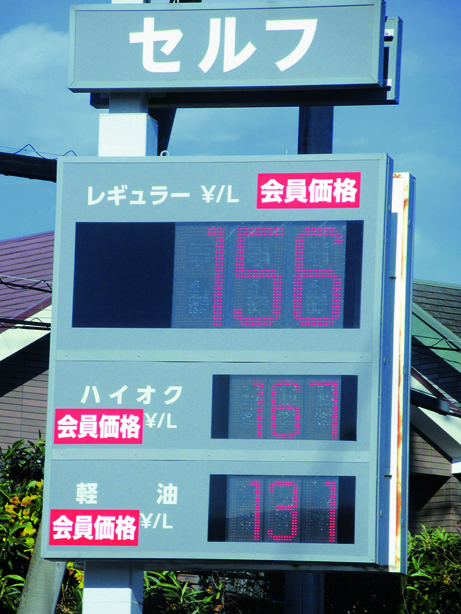 セルフ
レギュラー ¥/L 会員価格
156
ハイオク
会員価格 ¥/L
167
軽 油
会員価格 ¥/L
131